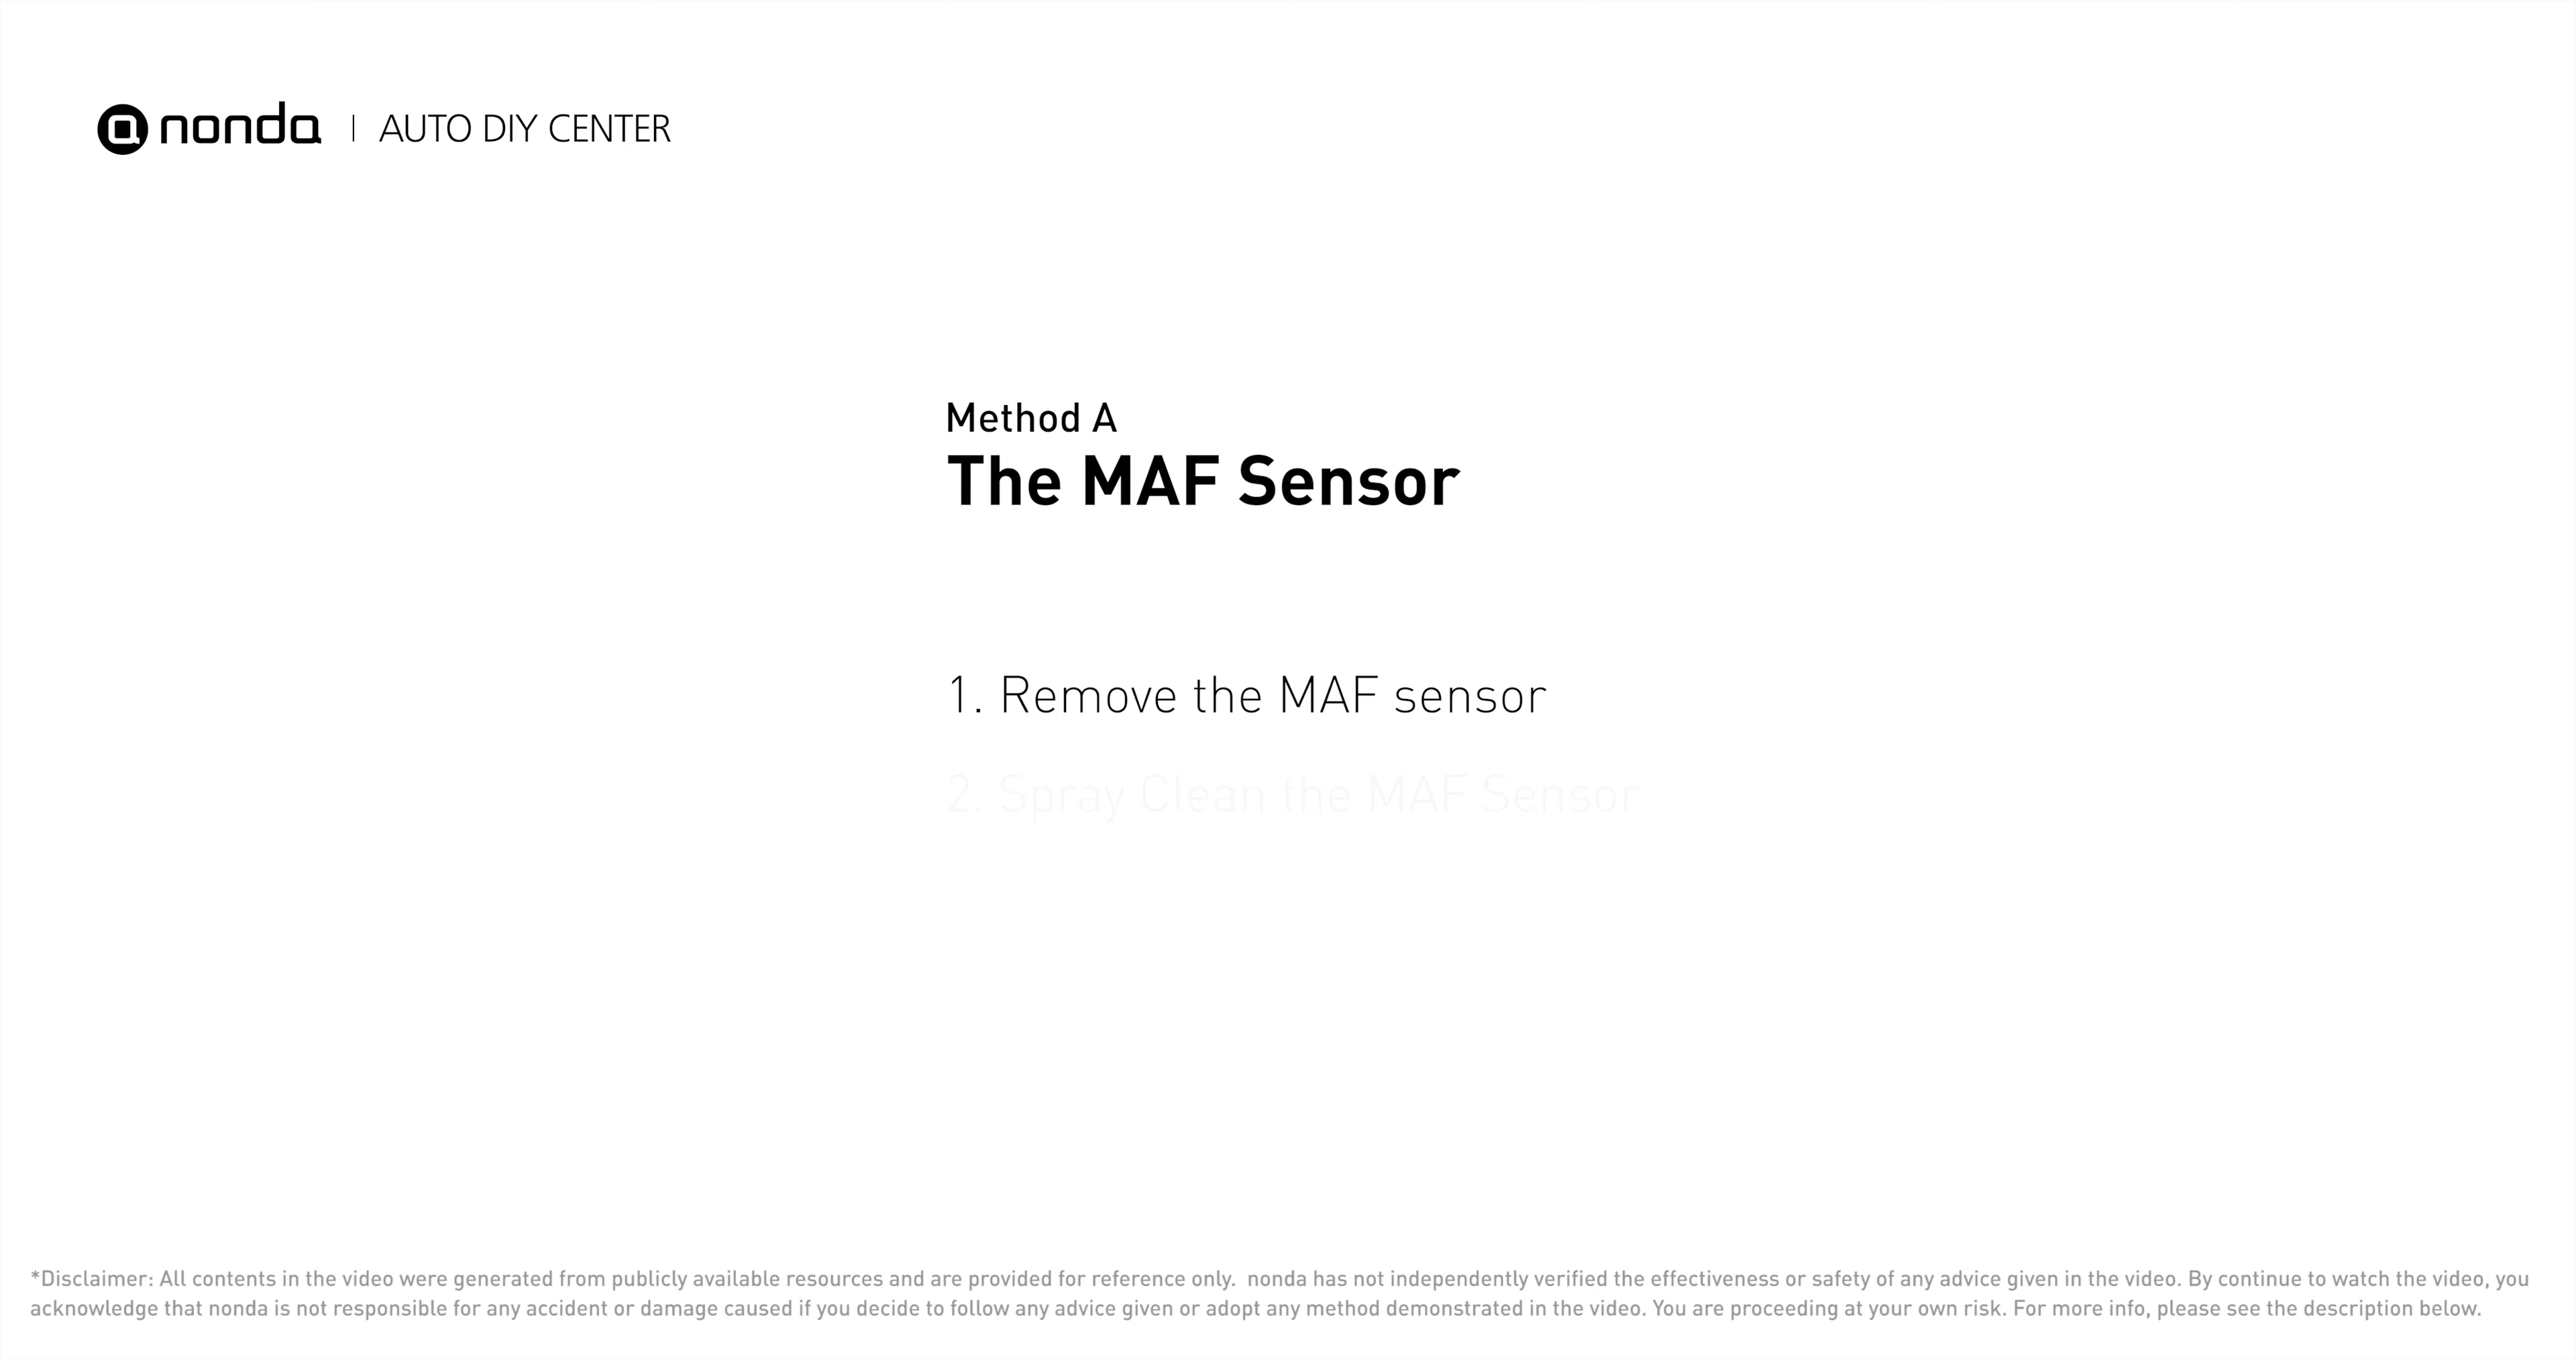 nonda | AUTO DIY CENTER
Method A
The MAF Sensor
1. Remove the MAF sensor
2. Spray Clean the MAF Sensor
*Disclaimer: All contents in the video were generated from publicly available resources and are provided for reference only.  nonda has not independently verified the effectiveness or safety of any advice given in the video. By continue to watch the video, you
acknowledge that nonda is not responsible for any accident or damage caused if you decide to follow any advice given or adopt any method demonstrated in the video. You are proceeding at your own risk. For more info, please see the description below.